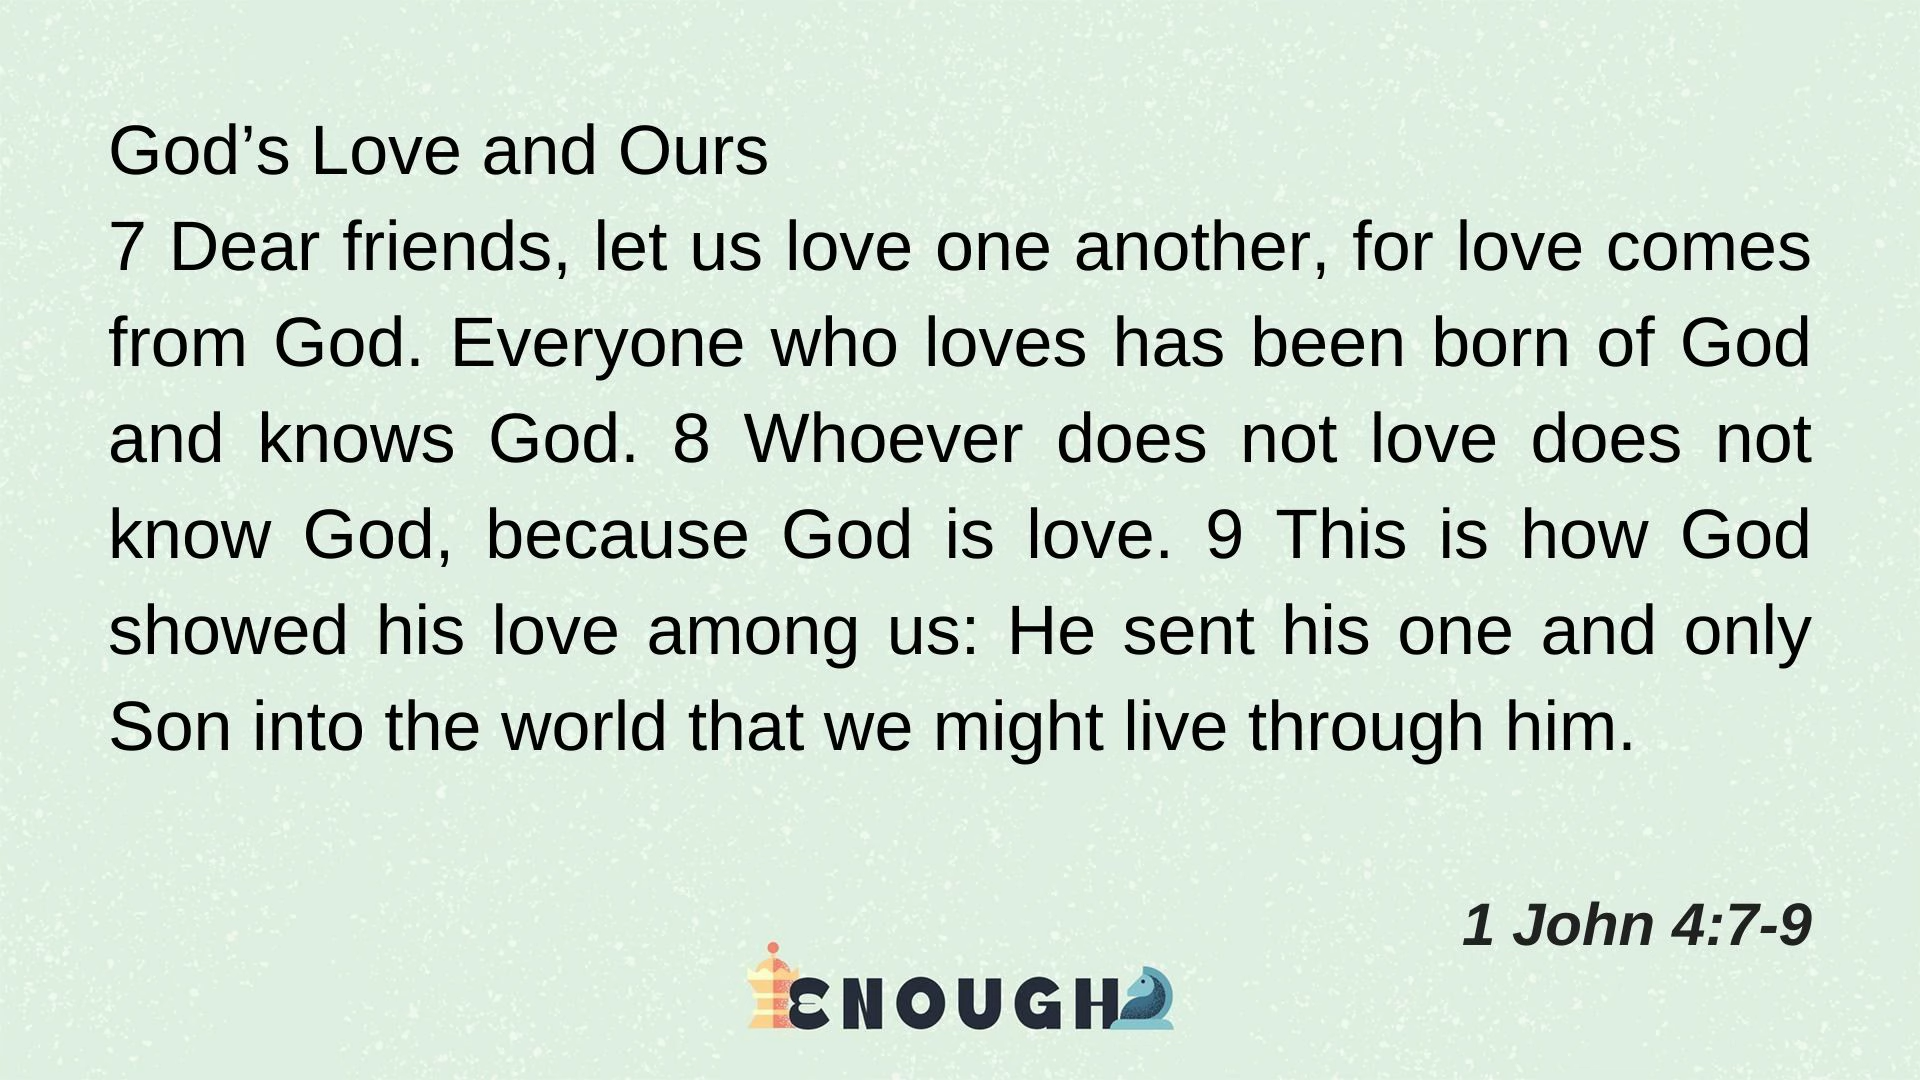 God’s Love and Ours
7 Dear friends, let us love one another, for love comes
from God. Everyone who loves has been born of God
and knows God. 8 Whoever does not love does not
know God, because God is love. 9 This is how God
showed his love among us: He sent his one and only
Son into the world that we might live through him.
1 John 4:7-9
ENOUGH